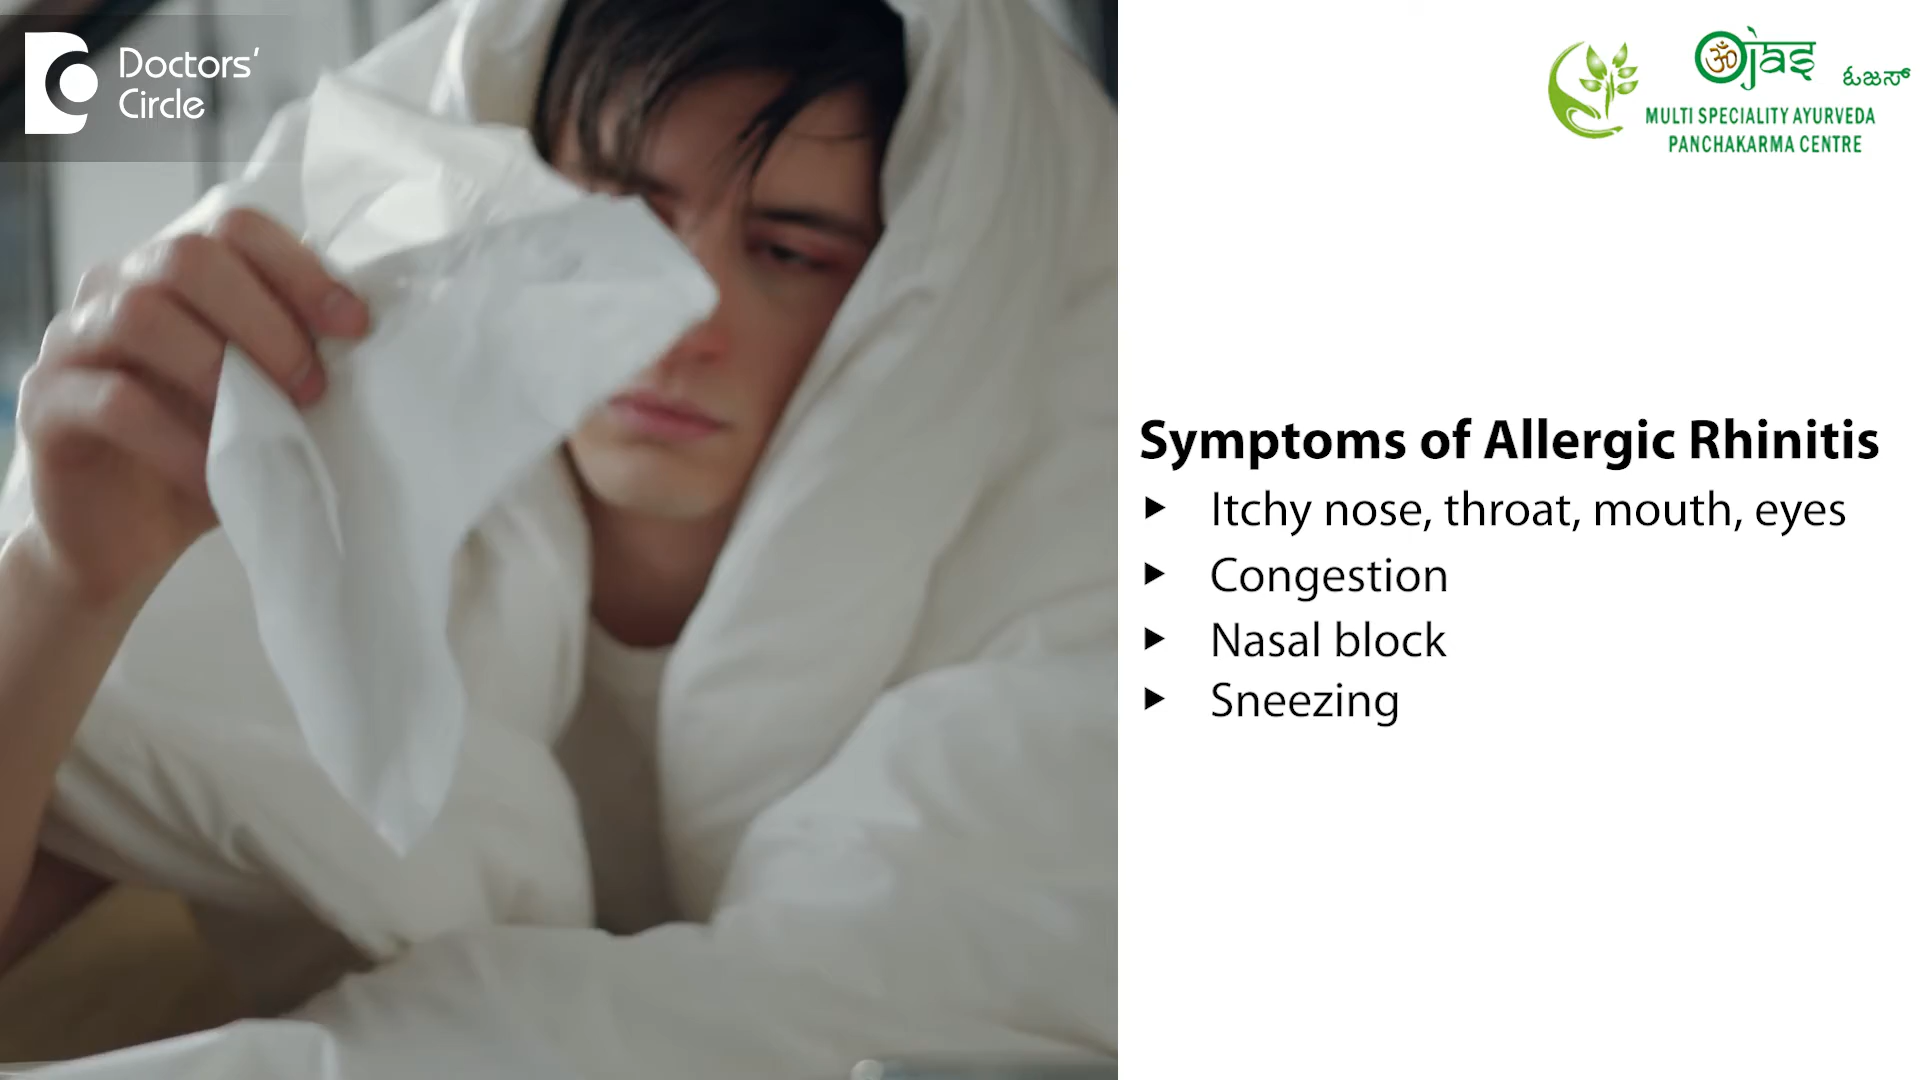 Doctors'
Circle
Ojas ಓಜಸ್
MULTI SPECIALITY AYURVEDA
PANCHAKARMA CENTRE
Symptoms of Allergic Rhinitis
Itchy nose, throat, mouth, eyes
Congestion
Nasal block
Sneezing